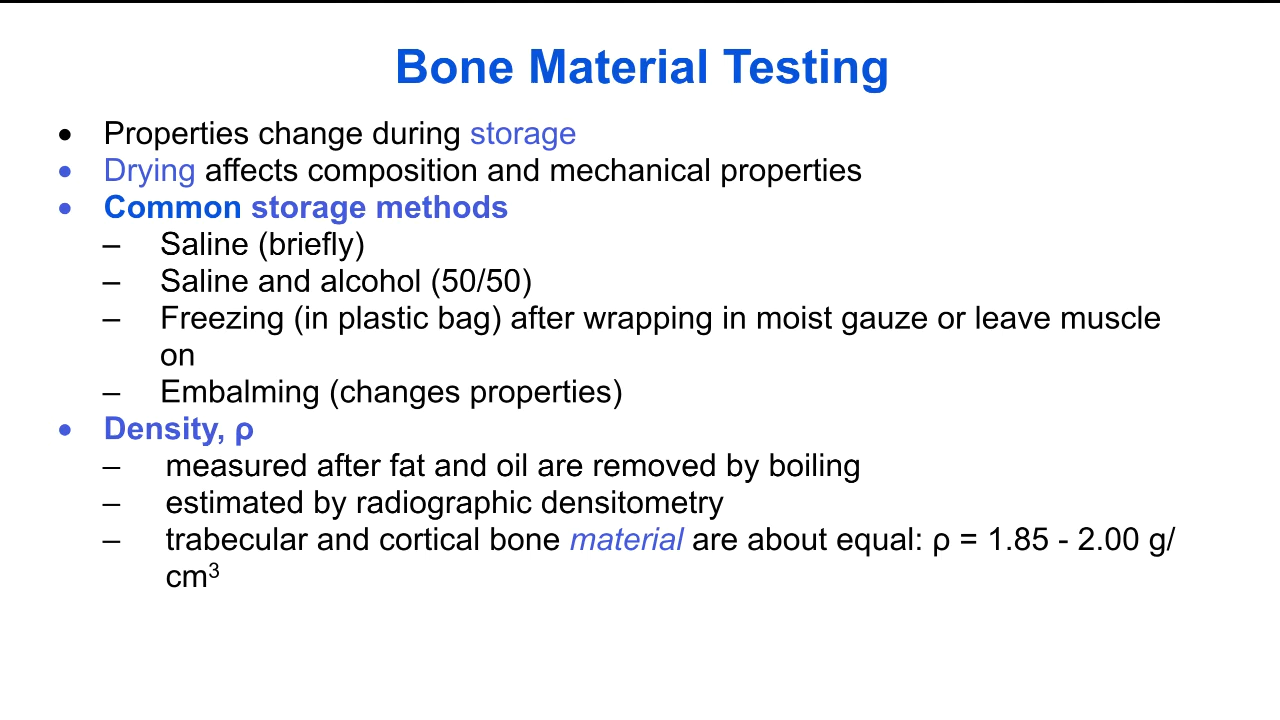 Bone Material Testing
• Properties change during storage
• Drying affects composition and mechanical properties
• Common storage methods
– Saline (briefly)
– Saline and alcohol (50/50)
– Freezing (in plastic bag) after wrapping in moist gauze or leave muscle
on
– Embalming (changes properties)
• Density, ρ
– measured after fat and oil are removed by boiling
– estimated by radiographic densitometry
– trabecular and cortical bone material are about equal: ρ = 1.85 - 2.00 g/
cm³